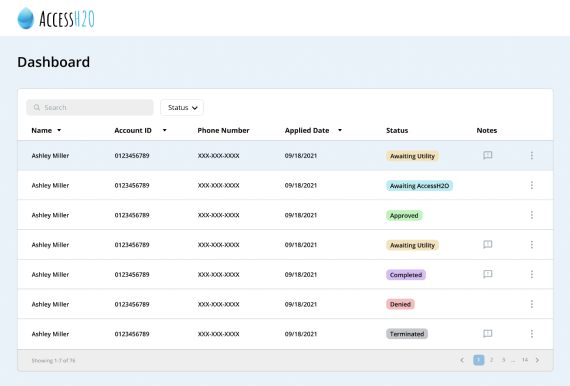 AccessH2O
Dashboard
Search
Status
Name Account ID Phone Number Applied Date Status Notes
Ashley Miller 0123456789 XXX-XXX-XXXX 09/18/2021 Awaiting Utility
Ashley Miller 0123456789 XXX-XXX-XXXX 09/18/2021 Awaiting AccessH2O
Ashley Miller 0123456789 XXX-XXX-XXXX 09/18/2021 Approved
Ashley Miller 0123456789 XXX-XXX-XXXX 09/18/2021 Awaiting Utility
Ashley Miller 0123456789 XXX-XXX-XXXX 09/18/2021 Completed
Ashley Miller 0123456789 XXX-XXX-XXXX 09/18/2021 Denied
Ashley Miller 0123456789 XXX-XXX-XXXX 09/18/2021 Terminated
Showing 1-7 of 76 < 1 2 3 ... 14 >